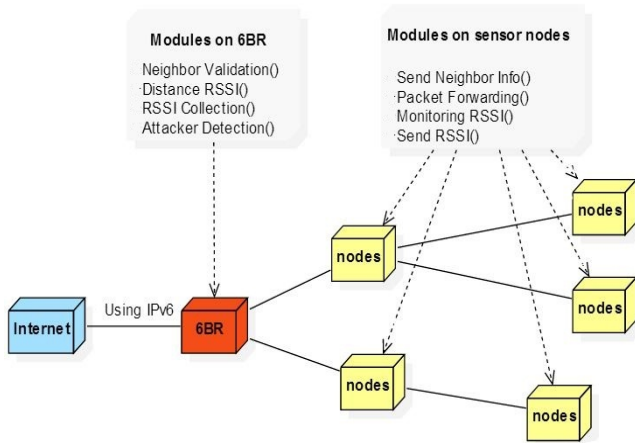 Modules on 6BR
Neighbor Validation()
·Distance RSSI()
RSSI Collection()
Attacker Detection()
Modules on sensor nodes
Send Neighbor Info()
·Packet Forwarding()
Monitoring RSSI()
·Send RSSI()
nodes
nodes
nodes
Internet
Using IPv6
6BR
nodes
nodes